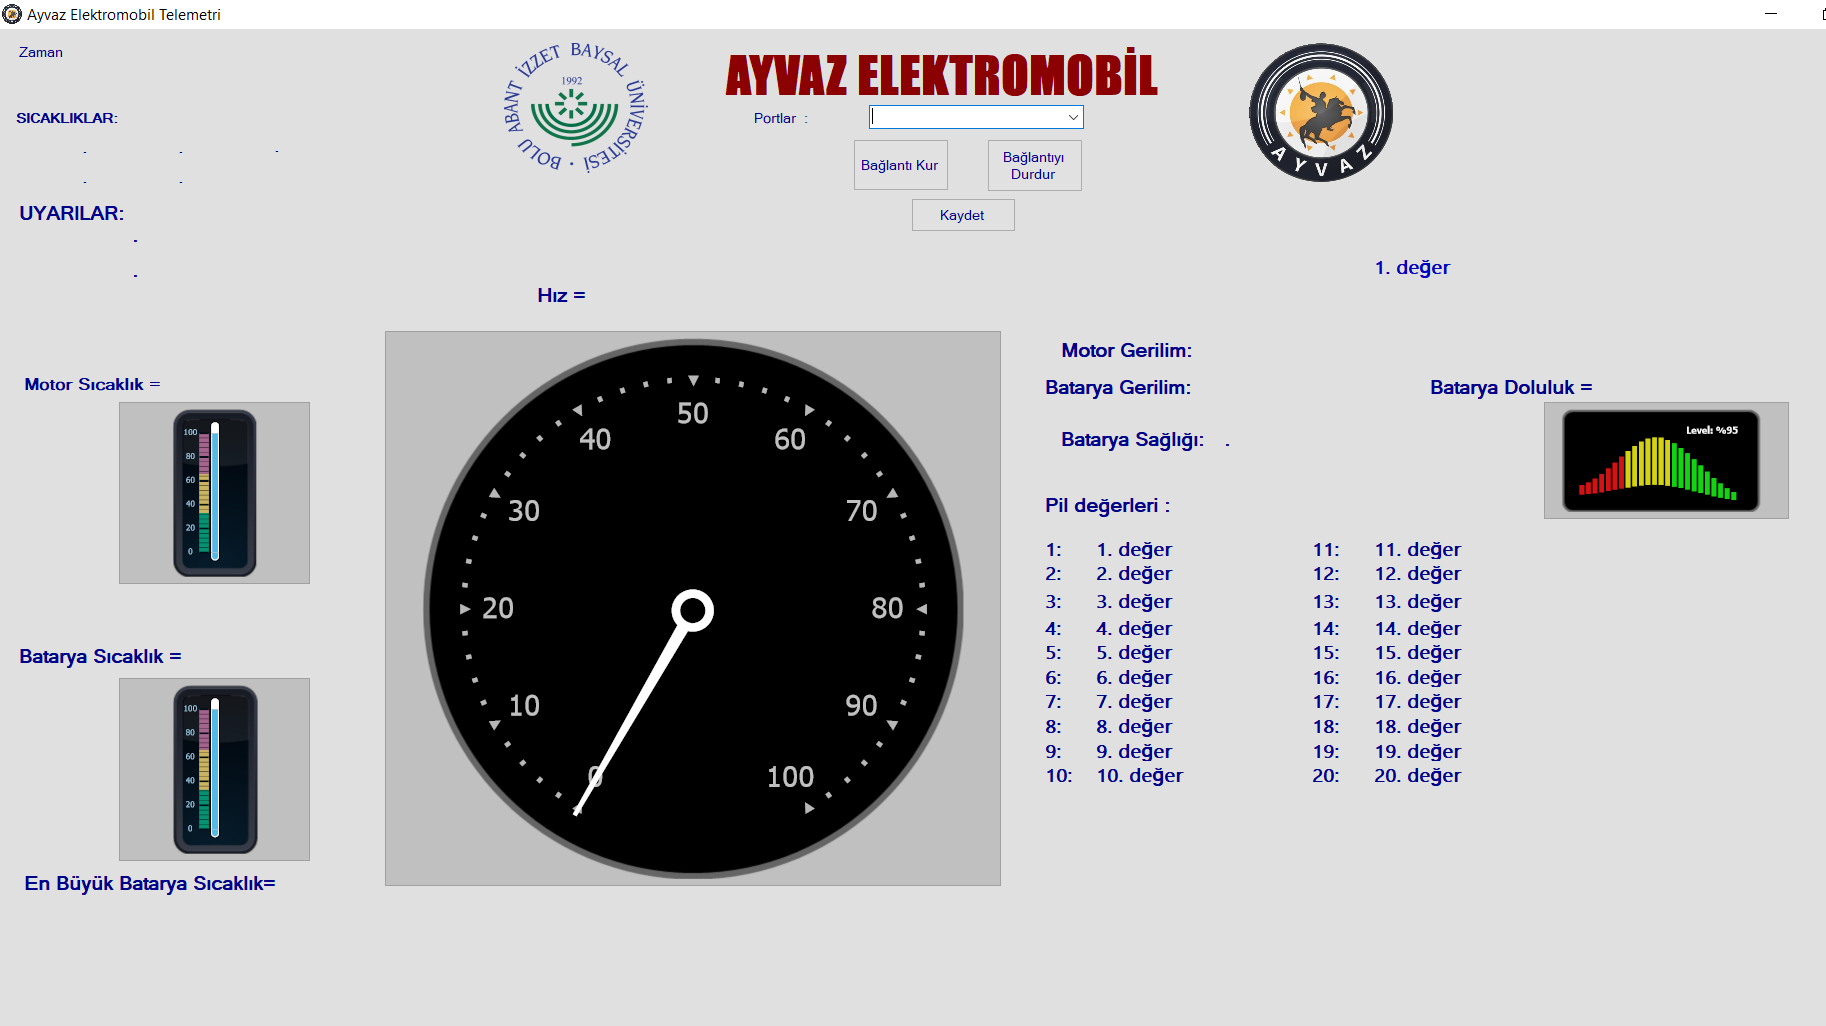 Ayvaz Elektromobil Telemetri
Zaman
BOLU ABANT İZZET BAYSAL ÜNİVERSİTESİ
1992
AYVAZ ELEKTROMOBİL
AYVAZ
Portlar :
SICAKLIKLAR:
. . .
Bağlantı Kur
Bağlantıyı
Durdur
. .
UYARILAR:
Kaydet
.
.
1. değer
Hız =
Motor Gerilim:
Motor Sıcaklık =
Batarya Gerilim:
Batarya Doluluk =
Level: %95
Batarya Sağlığı: .
100
80
60
40
20
0
0
10
20
30
40
50
60
70
80
90
100
Pil değerleri :
1: 1. değer 11: 11. değer
2: 2. değer 12: 12. değer
3: 3. değer 13: 13. değer
4: 4. değer 14: 14. değer
5: 5. değer 15: 15. değer
6: 6. değer 16: 16. değer
7: 7. değer 17: 17. değer
8: 8. değer 18: 18. değer
9: 9. değer 19: 19. değer
10: 10. değer 20: 20. değer
Batarya Sıcaklık =
100
80
60
40
20
0
En Büyük Batarya Sıcaklık=